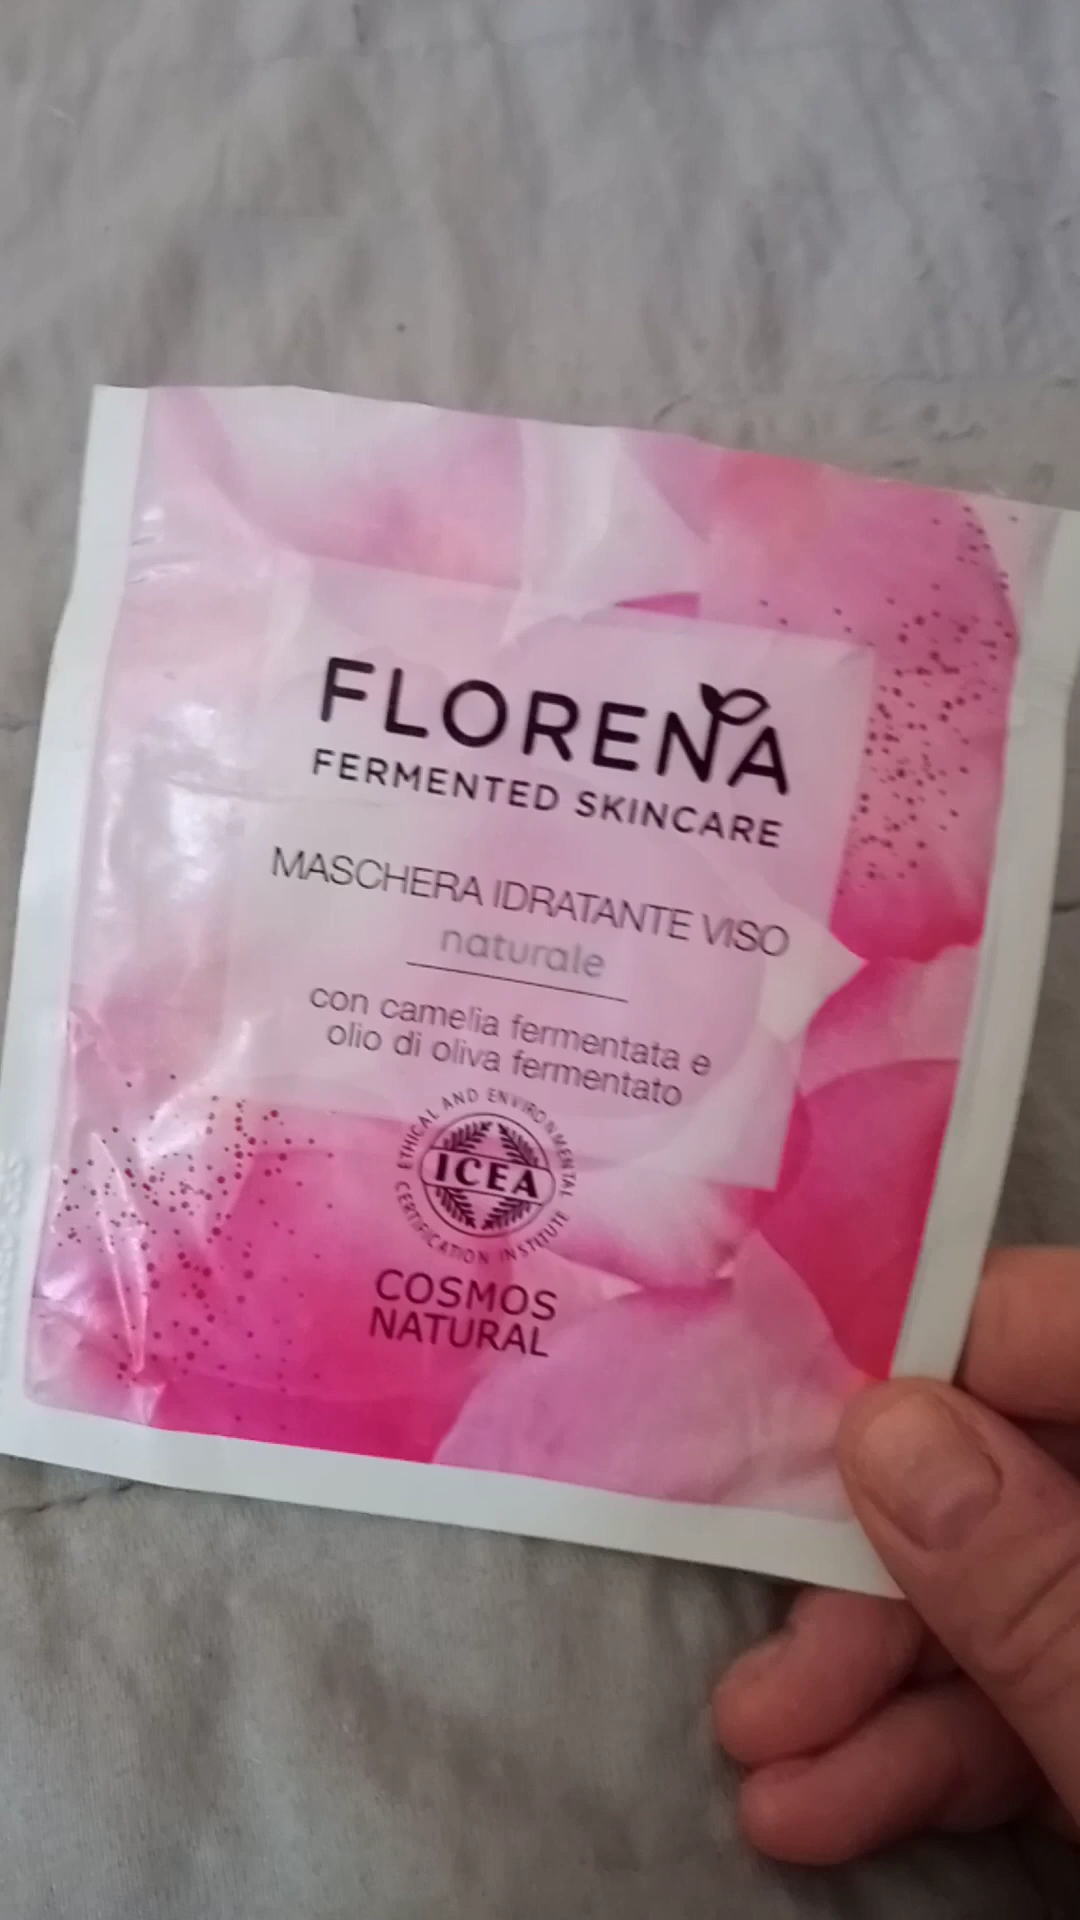 FLORENA
FERMENTED SKINCARE
MASCHERA IDRATANTE VISO
naturale
con camelia fermentata e
olio di oliva fermentato
ETHICAL AND ENVIRONMENTAL
ICEA
CERTIFICATION INSTITUTE
COSMOS
NATURAL